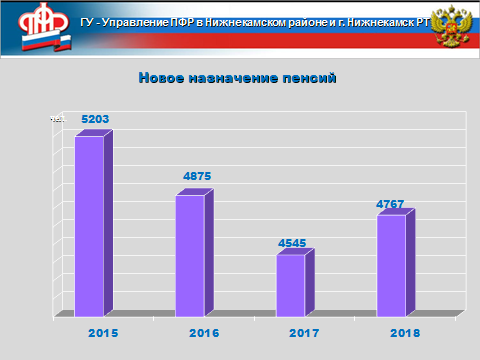 ГУ - Управление ПФР в Нижнекамском районе и г. Нижнекамск РТ
Новое назначение пенсий
чел.
5203
4875
4545
4767
2015 2016 2017 2018